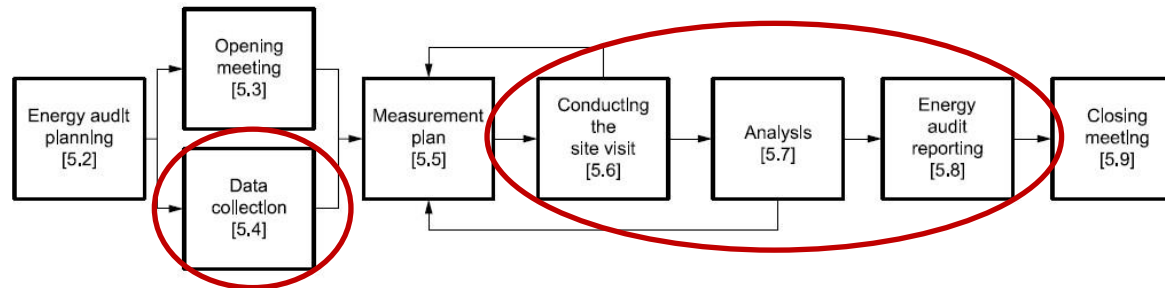 Energy audit
planning
[5.2]
Opening
meeting
[5.3]
Data
collection
[5.4]
Measurement
plan
[5.5]
Conducting
the
site visit
[5.6]
Analysis
[5.7]
Energy
audit
reporting
[5.8]
Closing
meeting
[5.9]